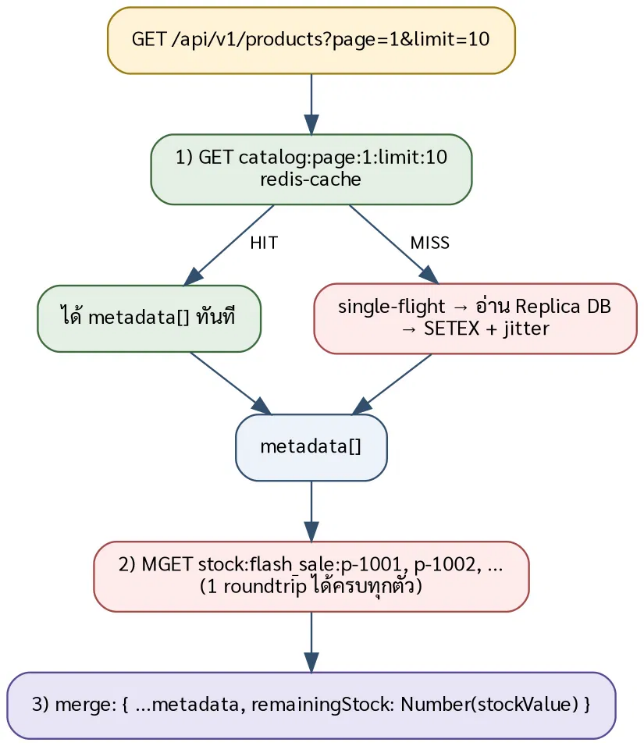 GET /api/v1/products?page=1&limit=10
1) GET catalog:page:1:limit:10
redis-cache
HIT
MISS
ได้ metadata[] ทันที
single-flight → อ่าน Replica DB
→ SETEX + jitter
metadata[]
2) MGET stock:flash_sale:p-1001, p-1002, ...
(1 roundtrip ได้ครบทุกตัว)
3) merge: { ...metadata, remainingStock: Number(stockValue) }